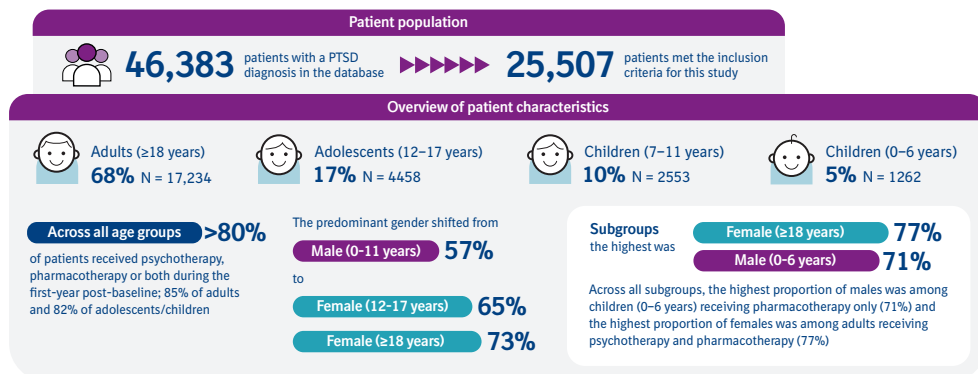 Patient population
46,383 patients with a PTSD
diagnosis in the database
25,507 patients met the inclusion
criteria for this study
Overview of patient characteristics
Adults (≥18 years)
68% N = 17,234
Adolescents (12–17 years)
17% N = 4458
Children (7–11 years)
10% N = 2553
Children (0–6 years)
5% N = 1262
Across all age groups >80%
of patients received psychotherapy,
pharmacotherapy or both during the
first-year post-baseline; 85% of adults
and 82% of adolescents/children
The predominant gender shifted from
Male (0-11 years) 57%
to
Female (12-17 years) 65%
Female (≥18 years) 73%
Subgroups
the highest was
Female (≥18 years) 77%
Male (0-6 years) 71%
Across all subgroups, the highest proportion of males was among
children (0–6 years) receiving pharmacotherapy only (71%) and
the highest proportion of females was among adults receiving
psychotherapy and pharmacotherapy (77%)